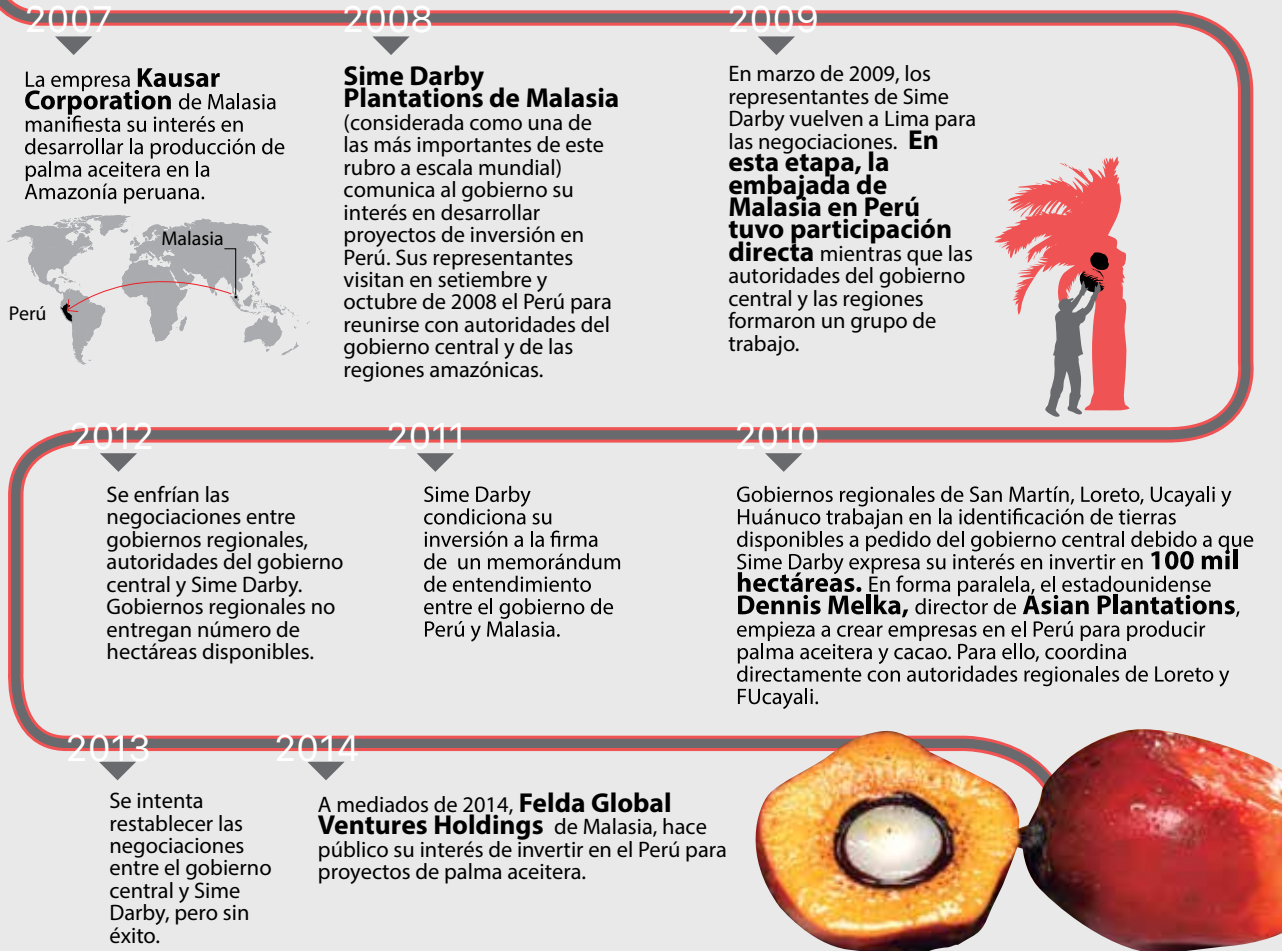 2007
La empresa Kausar
Corporation de Malasia
manifiesta su interés en
desarrollar la producción de
palma aceitera en la
Amazonía peruana.
Malasia
Perú
2008
Sime Darby
Plantations de Malasia
(considerada como una de
las más importantes de este
rubro a escala mundial)
comunica al gobierno su
interés en desarrollar
proyectos de inversión en
Perú. Sus representantes
visitan en setiembre y
octubre de 2008 el Perú para
reunirse con autoridades del
gobierno central y de las
regiones amazónicas.
2009
En marzo de 2009, los
representantes de Sime
Darby vuelven a Lima para
las negociaciones. En
esta etapa, la
embajada de
Malasia en Perú
tuvo participación
directa mientras que las
autoridades del gobierno
central y las regiones
formaron un grupo de
trabajo.
2010
Gobiernos regionales de San Martín, Loreto, Ucayali y
Huánuco trabajan en la identificación de tierras
disponibles a pedido del gobierno central debido a que
Sime Darby expresa su interés en invertir en 100 mil
hectáreas. En forma paralela, el estadounidense
Dennis Melka, director de Asian Plantations,
empieza a crear empresas en el Perú para producir
palma aceitera y cacao. Para ello, coordina
directamente con autoridades regionales de Loreto y
FUcayali.
2011
Sime Darby
condiciona su
inversión a la firma
de un memorándum
de entendimiento
entre el gobierno de
Perú y Malasia.
2012
Se enfrían las
negociaciones entre
gobiernos regionales,
autoridades del gobierno
central y Sime Darby.
Gobiernos regionales no
entregan número de
hectáreas disponibles.
2013
Se intenta
restablecer las
negociaciones
entre el gobierno
central y Sime
Darby, pero sin
éxito.
2014
A mediados de 2014, Felda Global
Ventures Holdings de Malasia, hace
público su interés de invertir en el Perú para
proyectos de palma aceitera.